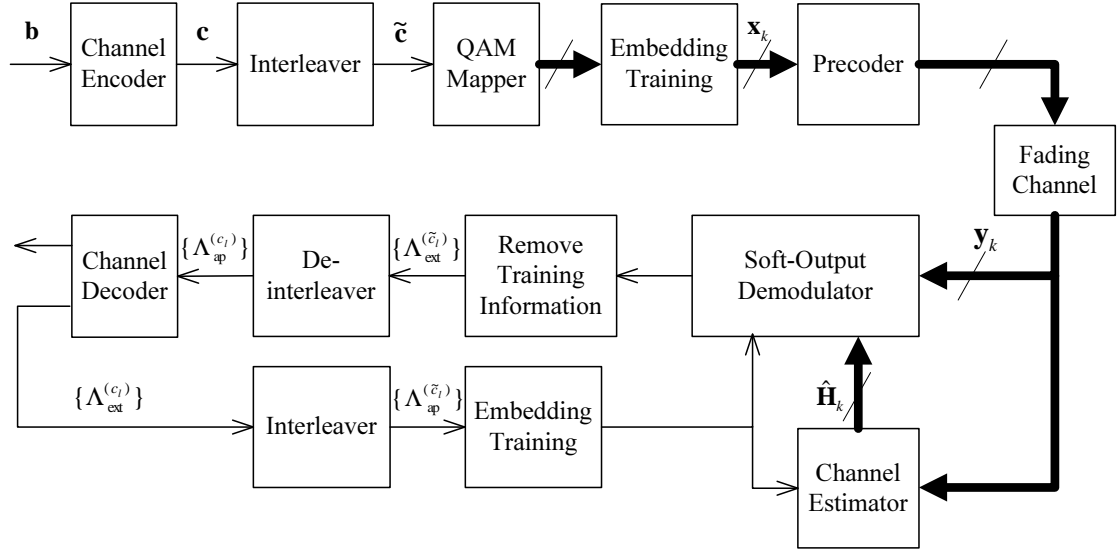 b
Channel
Encoder
c
Interleaver
c̃
QAM
Mapper
Embedding
Training
x_k
Precoder
Fading
Channel
y_k
Soft-Output
Demodulator
Remove
Training
Information
{Λ_ext^(c̃_l)}
De-
interleaver
{Λ_ap^(c_l)}
Channel
Decoder
{Λ_ext^(c_l)}
Interleaver
{Λ_ap^(c̃_l)}
Embedding
Training
Ĥ_k
Channel
Estimator